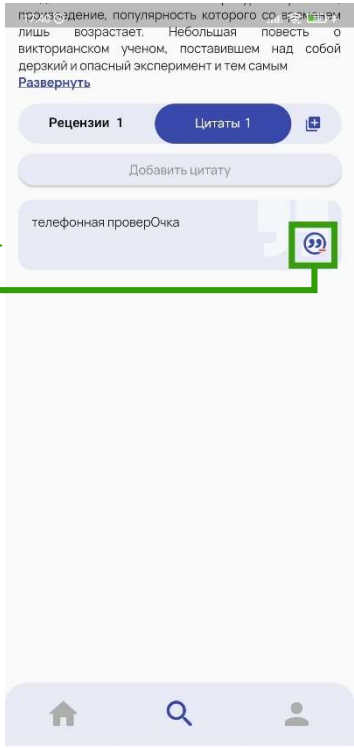 произведение, популярность которого со временем
лишь возрастает. Небольшая повесть о
викторианском ученом, поставившем над собой
дерзкий и опасный эксперимент и тем самым
Развернуть
Рецензии 1
Цитаты 1
Добавить цитату
телефонная проверОчка